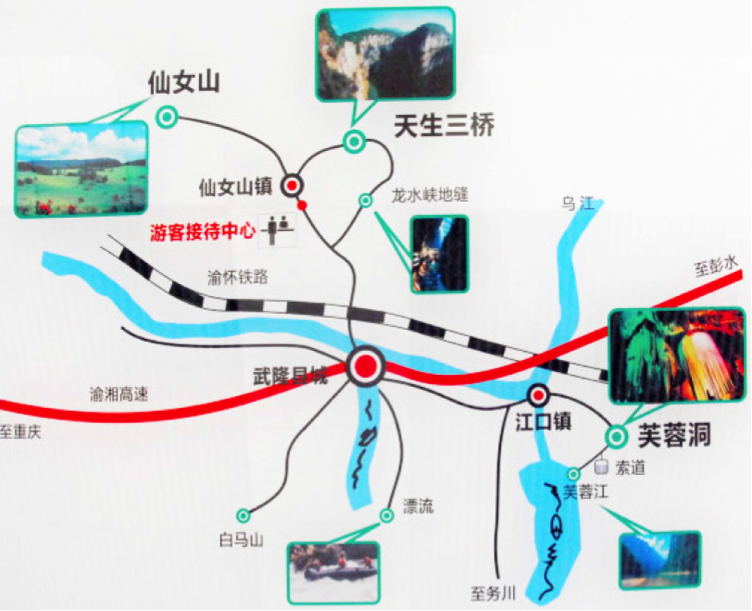 仙女山
天生三桥
仙女山镇
龙水峡地缝
乌江
游客接待中心
至彭水
渝怀铁路
武隆县城
渝湘高速
江口镇
至重庆
芙蓉洞
索道
芙蓉江
漂流
白马山
至务川